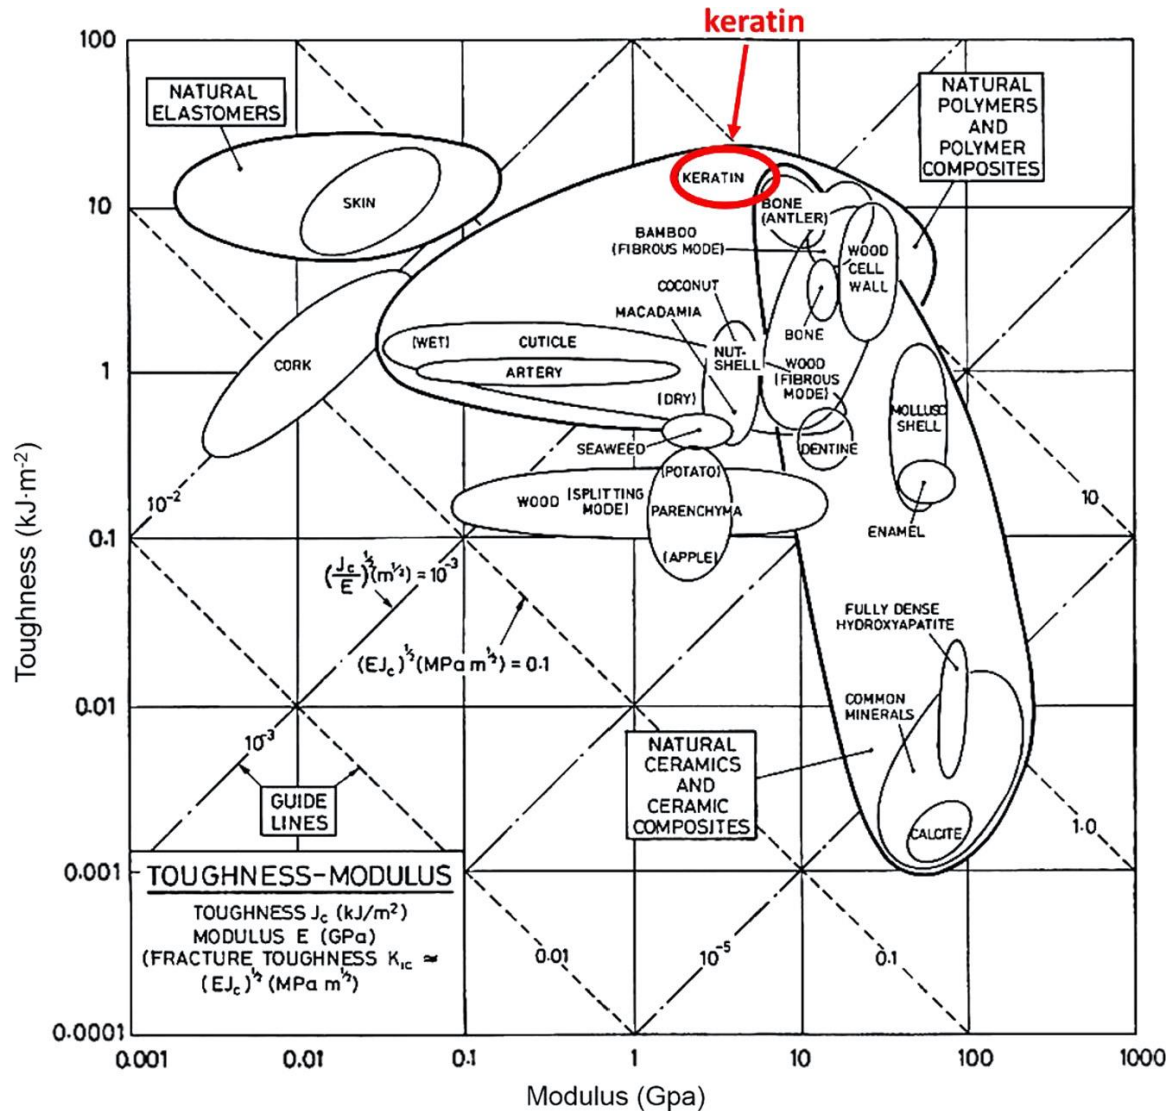 keratin
100
10
1
0.1
0.01
0.001
0.0001
Toughness (kJ·m⁻²)
NATURAL
ELASTOMERS
SKIN
CORK
KERATIN
NATURAL
POLYMERS
AND
POLYMER
COMPOSITES
BONE
(ANTLER)
BAMBOO
(FIBROUS MODE)
WOOD
CELL
WALL
COCONUT
MACADAMIA
BONE
(WET)
CUTICLE
ARTERY
(DRY)
NUT-
SHELL
WOOD
(FIBROUS
MODE)
MOLLUSC
SHELL
SEAWEED
DENTINE
(POTATO)
WOOD (SPLITTING
MODE)
PARENCHYMA
(APPLE)
ENAMEL
10⁻²
10
(J_c/E)^½(m^½) = 10⁻³
(EJ_c)^½(MPa m^½) = 0.1
FULLY DENSE
HYDROXYAPATITE
COMMON
MINERALS
10⁻³
GUIDE
LINES
NATURAL
CERAMICS
AND
CERAMIC
COMPOSITES
CALCITE
1.0
TOUGHNESS-MODULUS
TOUGHNESS J_c (kJ/m²)
MODULUS E (GPa)
(FRACTURE TOUGHNESS K_IC ≈
(EJ_c)^½ (MPa m^½)
0.01
10⁻⁵
0.1
0.001
0.01
0.1
1
10
100
1000
Modulus (Gpa)